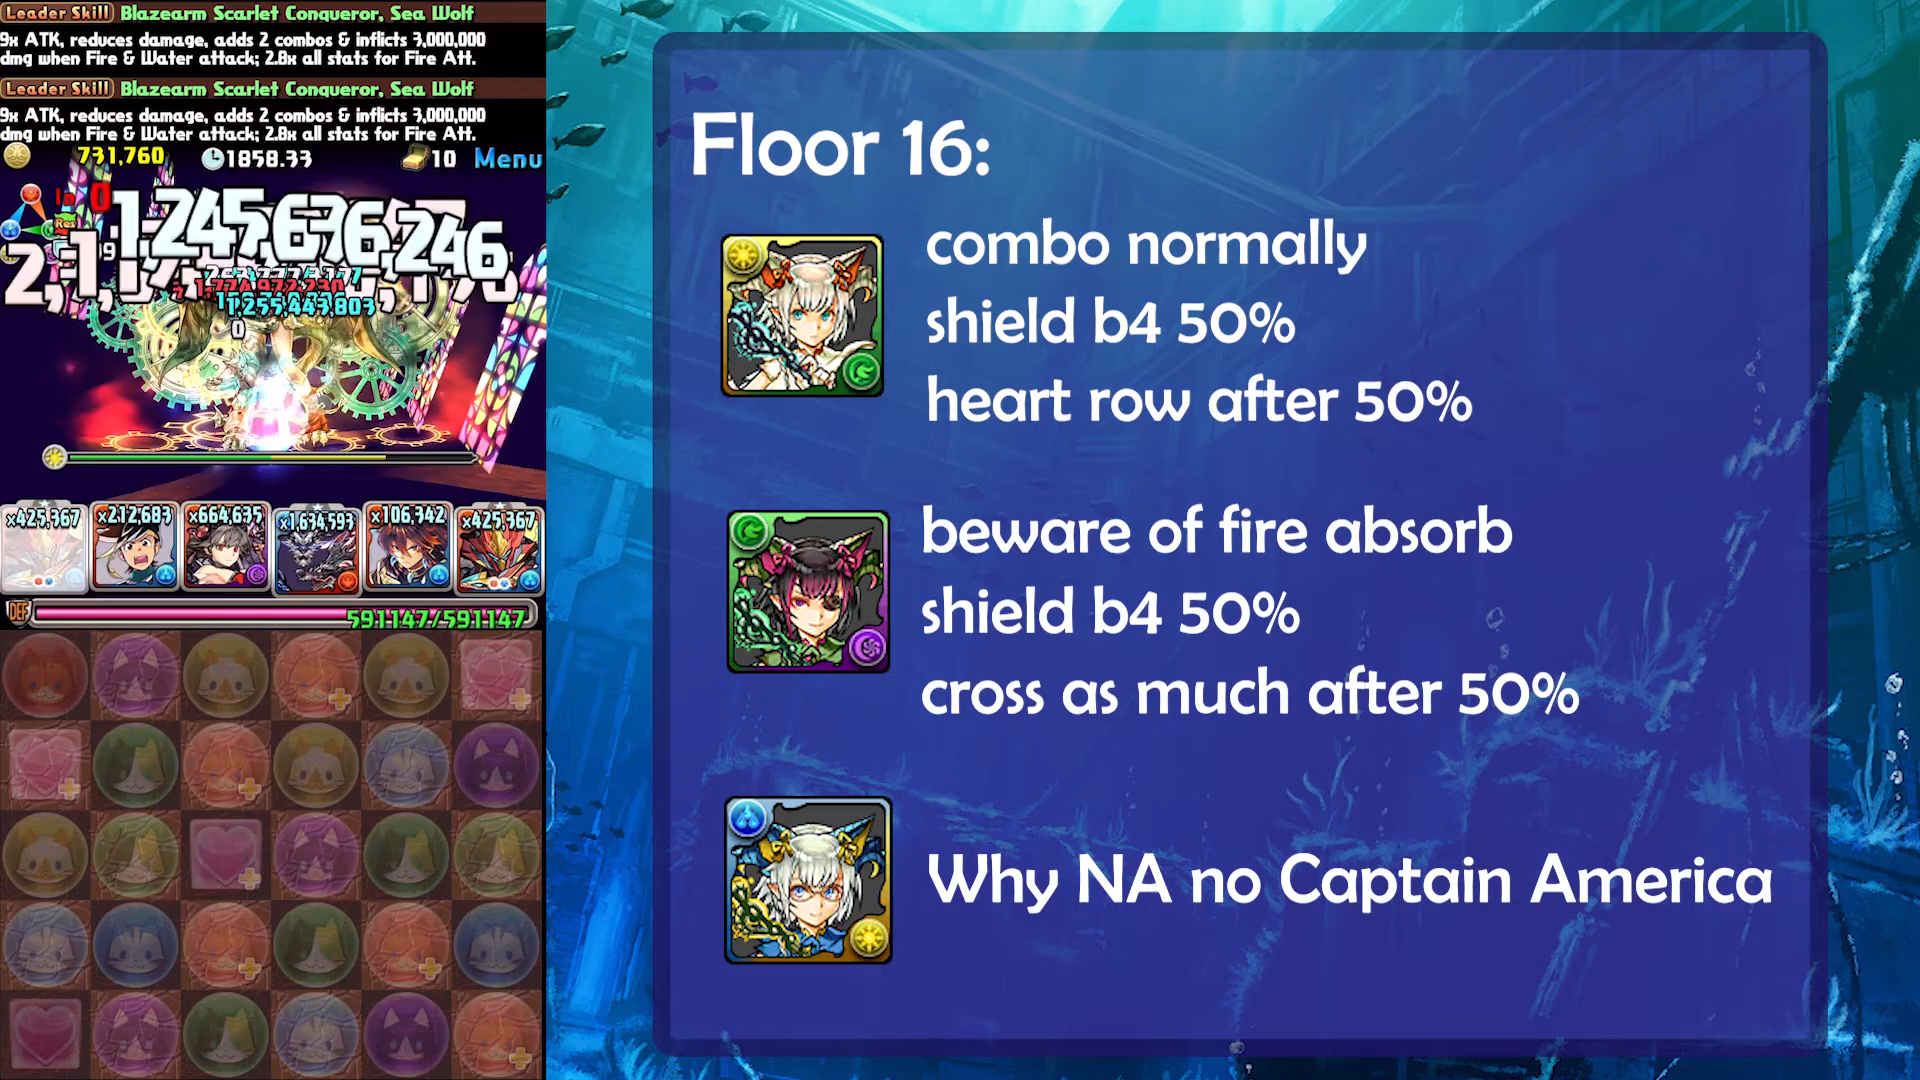 Leader Skill Blazearm Scarlet Conqueror, Sea Wolf
9x ATK, reduces damage, adds 2 combos & inflicts 3,000,000
dmg when Fire & Water attack; 2.8x all stats for Fire Att.
Leader Skill Blazearm Scarlet Conqueror, Sea Wolf
9x ATK, reduces damage, adds 2 combos & inflicts 3,000,000
dmg when Fire & Water attack; 2.8x all stats for Fire Att.
731,760 1858.33 10 Menu
In 0
Res
1,245,676,246
1,255,443,803
0
x425,367 x212,683 x664,635 x1,634,593 x106,342 x425,367
DEF 591147/591147
Floor 16:
combo normally
shield b4 50%
heart row after 50%
beware of fire absorb
shield b4 50%
cross as much after 50%
Why NA no Captain America